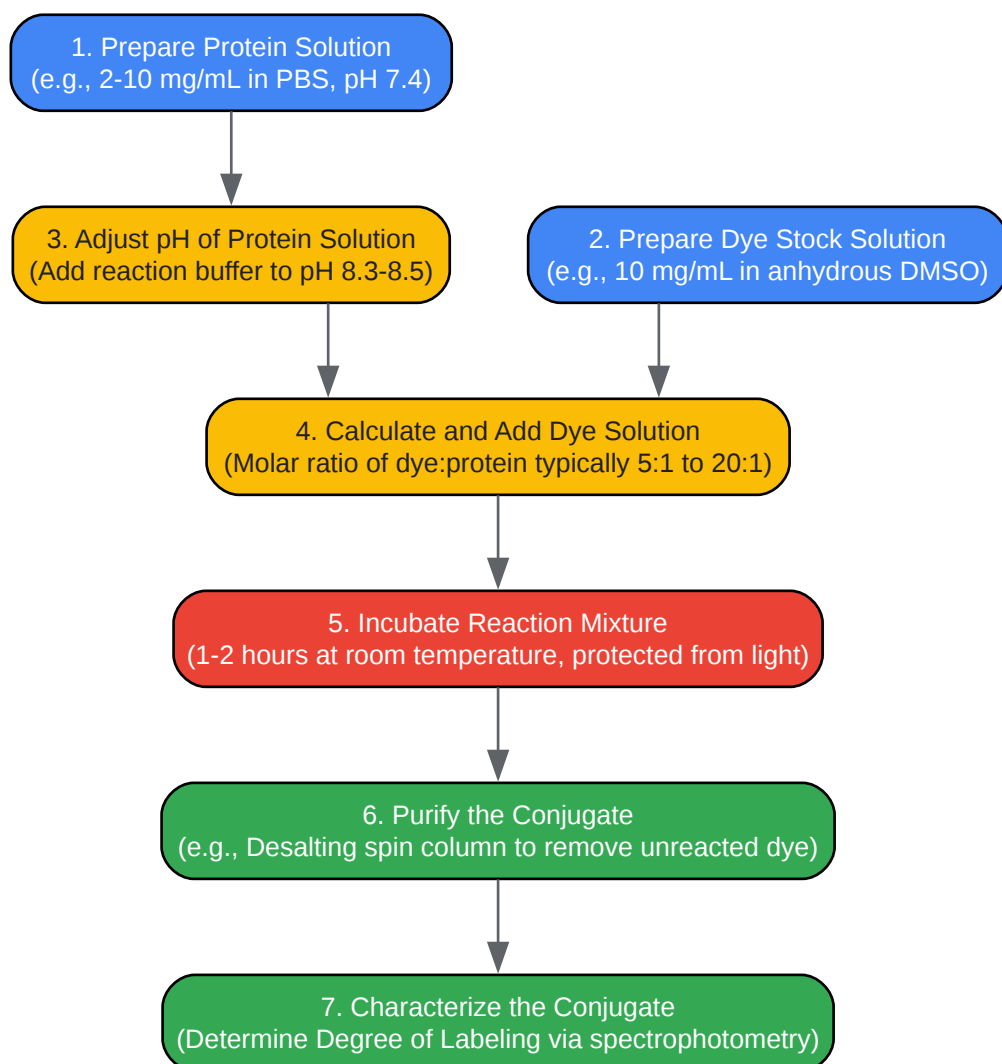 1. Prepare Protein Solution
(e.g., 2-10 mg/mL in PBS, pH 7.4)
3. Adjust pH of Protein Solution
(Add reaction buffer to pH 8.3-8.5)
2. Prepare Dye Stock Solution
(e.g., 10 mg/mL in anhydrous DMSO)
4. Calculate and Add Dye Solution
(Molar ratio of dye:protein typically 5:1 to 20:1)
5. Incubate Reaction Mixture
(1-2 hours at room temperature, protected from light)
6. Purify the Conjugate
(e.g., Desalting spin column to remove unreacted dye)
7. Characterize the Conjugate
(Determine Degree of Labeling via spectrophotometry)